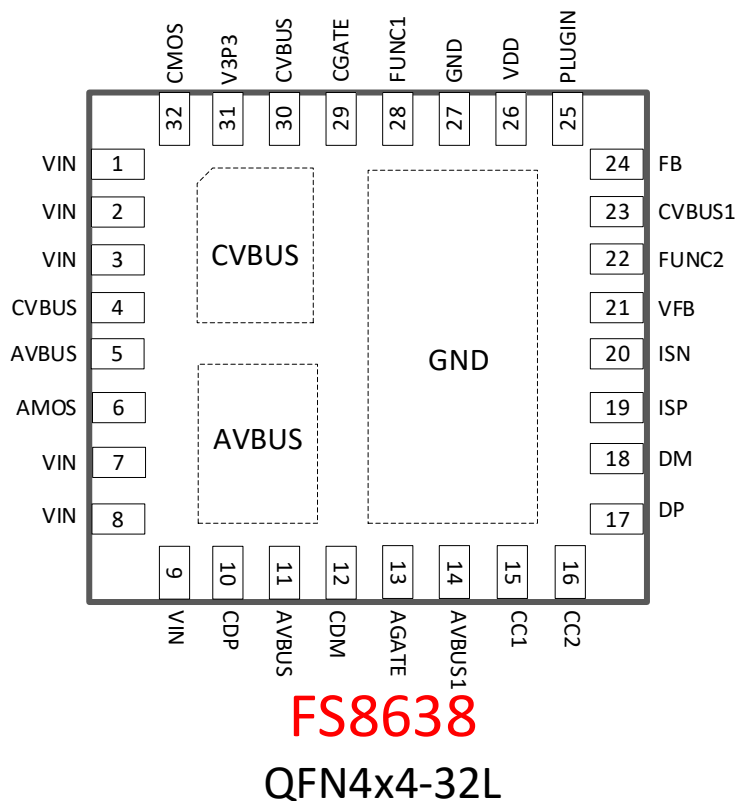 CMOS V3P3 CVBUS CGATE FUNC1 GND VDD PLUGIN
32 31 30 29 28 27 26 25
VIN 1 24 FB
VIN 2 23 CVBUS1
VIN 3 22 FUNC2
CVBUS
CVBUS 4 21 VFB
AVBUS 5 20 ISN
GND
AMOS 6 19 ISP
AVBUS
VIN 7 18 DM
VIN 8 17 DP
9 10 11 12 13 14 15 16
VIN CDP AVBUS CDM AGATE AVBUS1 CC1 CC2
FS8638
QFN4x4-32L